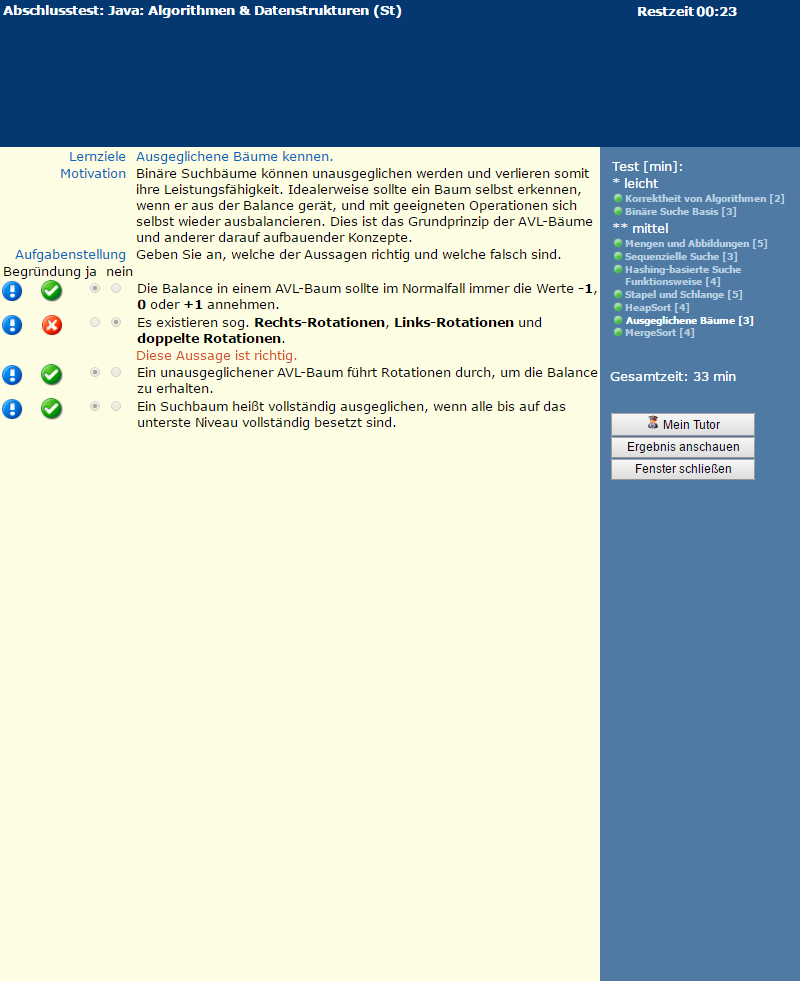 Abschlusstest: Java: Algorithmen & Datenstrukturen (St)
Restzeit 00:23
Lernziele Ausgeglichene Bäume kennen.
Motivation Binäre Suchbäume können unausgeglichen werden und verlieren somit
ihre Leistungsfähigkeit. Idealerweise sollte ein Baum selbst erkennen,
wenn er aus der Balance gerät, und mit geeigneten Operationen sich
selbst wieder ausbalancieren. Dies ist das Grundprinzip der AVL-Bäume
und anderer darauf aufbauender Konzepte.
Aufgabenstellung Geben Sie an, welche der Aussagen richtig und welche falsch sind.
Begründung ja nein
Die Balance in einem AVL-Baum sollte im Normalfall immer die Werte -1,
0 oder +1 annehmen.
Es existieren sog. Rechts-Rotationen, Links-Rotationen und
doppelte Rotationen.
Diese Aussage ist richtig.
Ein unausgeglichener AVL-Baum führt Rotationen durch, um die Balance
zu erhalten.
Ein Suchbaum heißt vollständig ausgeglichen, wenn alle bis auf das
unterste Niveau vollständig besetzt sind.
Test [min]:
* leicht
Korrektheit von Algorithmen [2]
Binäre Suche Basis [3]
** mittel
Mengen und Abbildungen [5]
Sequenzielle Suche [3]
Hashing-basierte Suche
Funktionsweise [4]
Stapel und Schlange [5]
HeapSort [4]
Ausgeglichene Bäume [3]
MergeSort [4]
Gesamtzeit: 33 min
Mein Tutor
Ergebnis anschauen
Fenster schließen